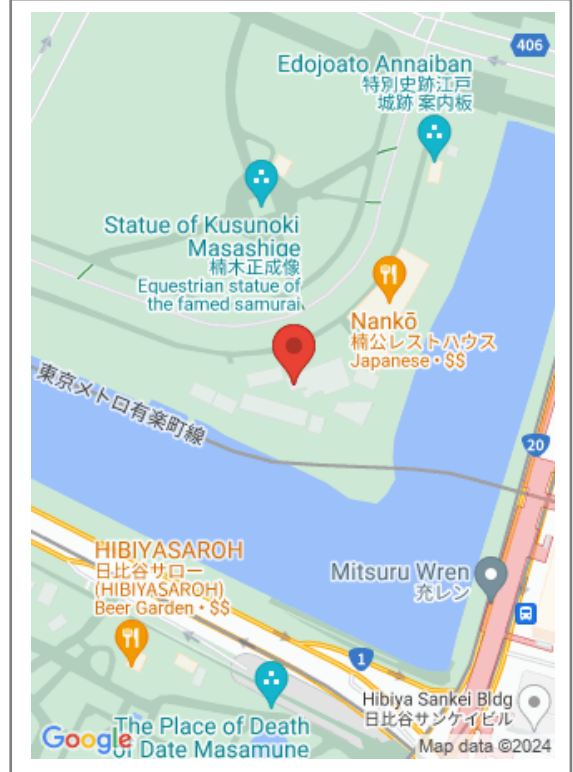 406
Edojoato Annaiban
特別史跡江戸
城跡 案内板
Statue of Kusunoki
Masashige
楠木正成像
Equestrian statue of
the famed samurai
Nankō
楠公レストハウス
Japanese • $$
東京メトロ有楽町線
20
HIBIYASAROH
日比谷サロー
(HIBIYASAROH)
Beer Garden • $$
Mitsuru Wren
充レン
1
Hibiya Sankei Bldg
日比谷サンケイビル
The Place of Death
of Date Masamune
Google
Map data ©2024